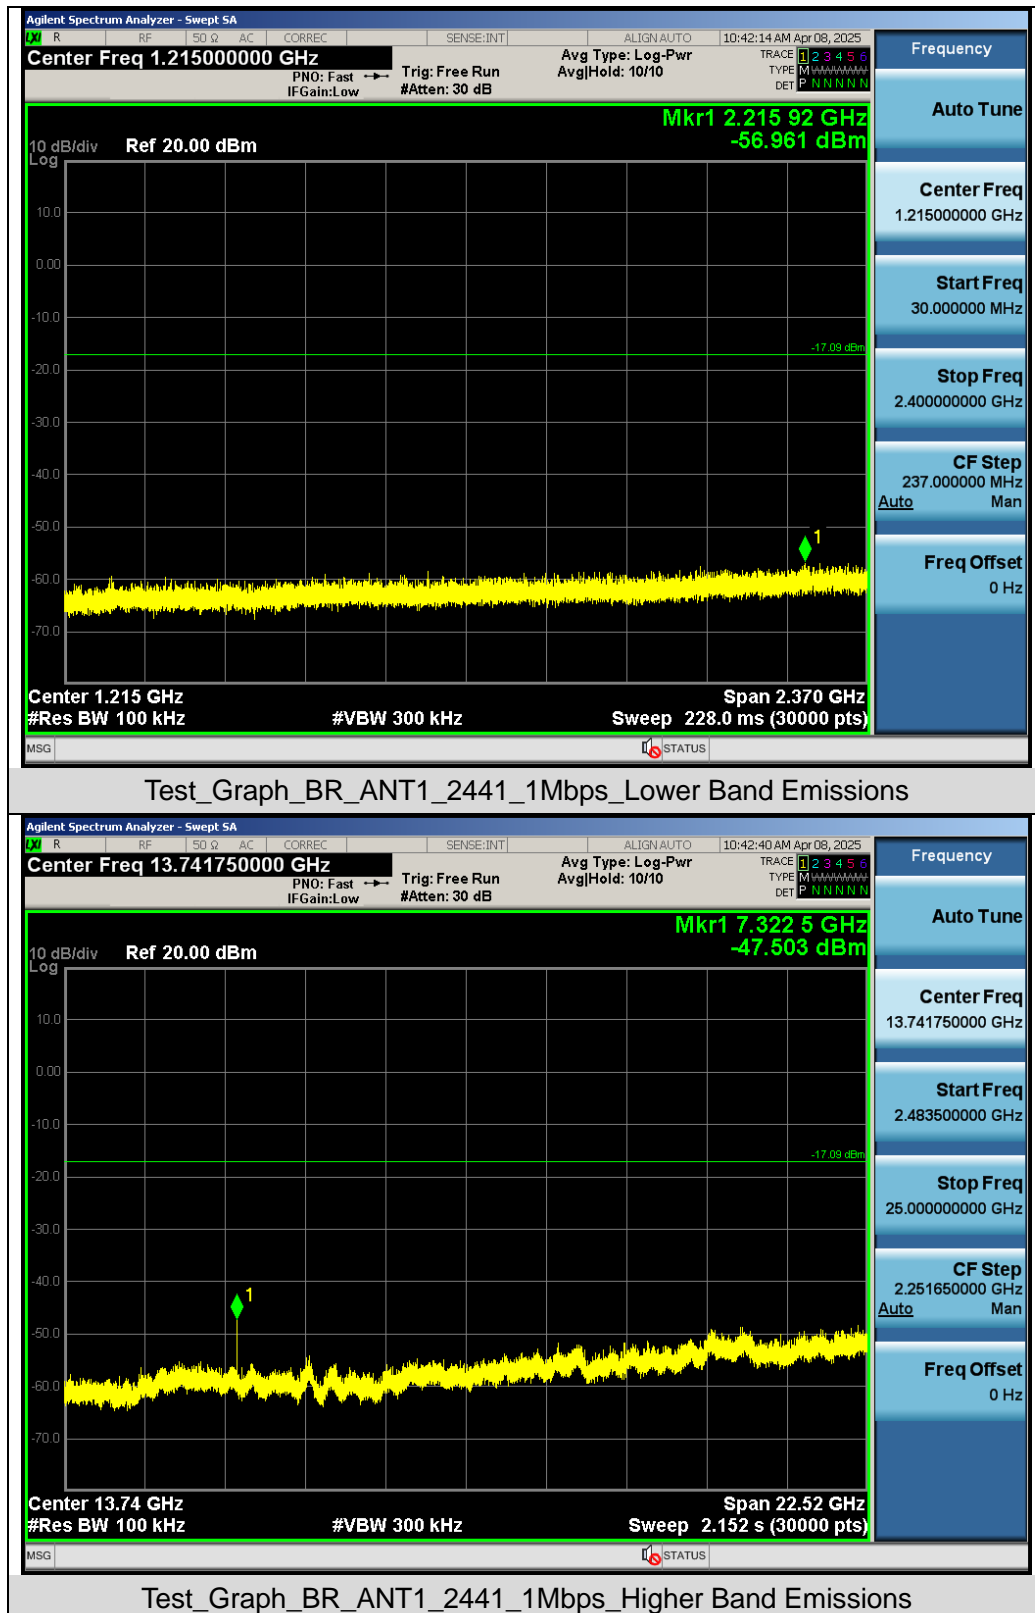 Agilent Spectrum Analyzer - Swept SA
LXI R RF 50 Ω AC CORREC SENSE:INT ALIGN AUTO 10:42:14 AM Apr 08, 2025
Center Freq 1.215000000 GHz
PNO: Fast
IFGain:Low
Trig: Free Run
#Atten: 30 dB
Avg Type: Log-Pwr
Avg|Hold: 10/10
TRACE 1 2 3 4 5 6
TYPE M
DET P N N N N N
Mkr1 2.215 92 GHz
-56.961 dBm
10 dB/div Ref 20.00 dBm
Log
10.0
0.00
-10.0
-17.09 dBm
-20.0
-30.0
-40.0
-50.0
1
-60.0
-70.0
Center 1.215 GHz Span 2.370 GHz
#Res BW 100 kHz #VBW 300 kHz Sweep 228.0 ms (30000 pts)
MSG STATUS
Frequency
Auto Tune
Center Freq
1.215000000 GHz
Start Freq
30.000000 MHz
Stop Freq
2.400000000 GHz
CF Step
237.000000 MHz
Auto Man
Freq Offset
0 Hz
Test_Graph_BR_ANT1_2441_1Mbps_Lower Band Emissions
Agilent Spectrum Analyzer - Swept SA
LXI R RF 50 Ω AC CORREC SENSE:INT ALIGN AUTO 10:42:40 AM Apr 08, 2025
Center Freq 13.741750000 GHz
PNO: Fast
IFGain:Low
Trig: Free Run
#Atten: 30 dB
Avg Type: Log-Pwr
Avg|Hold: 10/10
TRACE 1 2 3 4 5 6
TYPE M
DET P N N N N N
Mkr1 7.322 5 GHz
-47.503 dBm
10 dB/div Ref 20.00 dBm
Log
10.0
0.00
-10.0
-17.09 dBm
-20.0
-30.0
-40.0
1
-50.0
-60.0
-70.0
Center 13.74 GHz Span 22.52 GHz
#Res BW 100 kHz #VBW 300 kHz Sweep 2.152 s (30000 pts)
MSG STATUS
Frequency
Auto Tune
Center Freq
13.741750000 GHz
Start Freq
2.483500000 GHz
Stop Freq
25.000000000 GHz
CF Step
2.251650000 GHz
Auto Man
Freq Offset
0 Hz
Test_Graph_BR_ANT1_2441_1Mbps_Higher Band Emissions